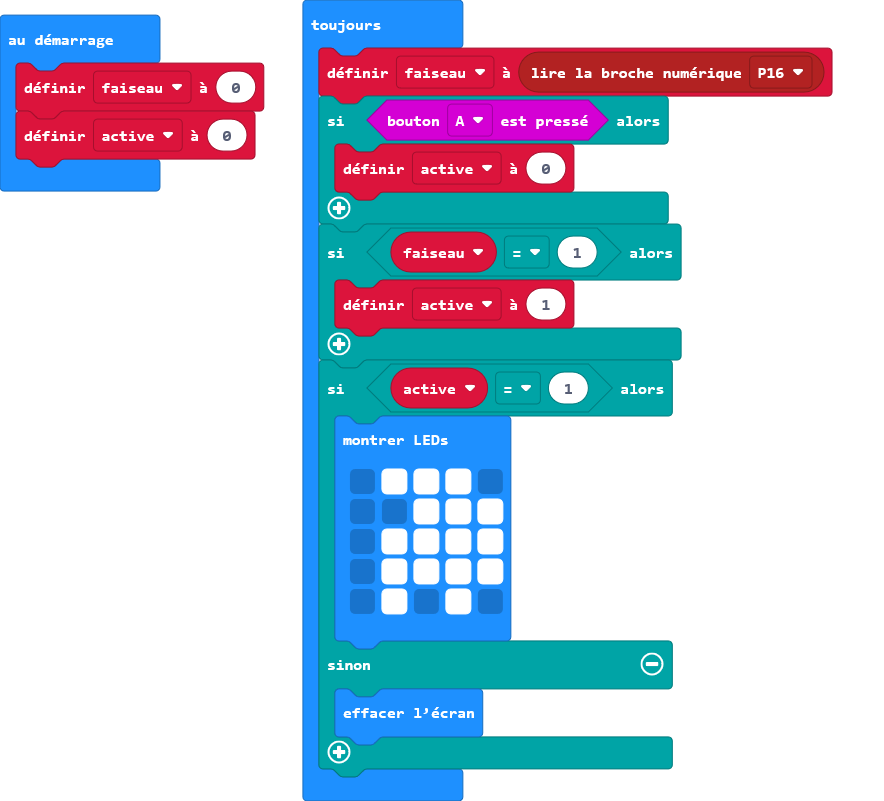 au démarrage
définir faiseau à 0
définir active à 0
toujours
définir faiseau à lire la broche numérique P16
si bouton A est pressé alors
définir active à 0
si faiseau = 1 alors
définir active à 1
si active = 1 alors
montrer LEDs
sinon
effacer l’écran